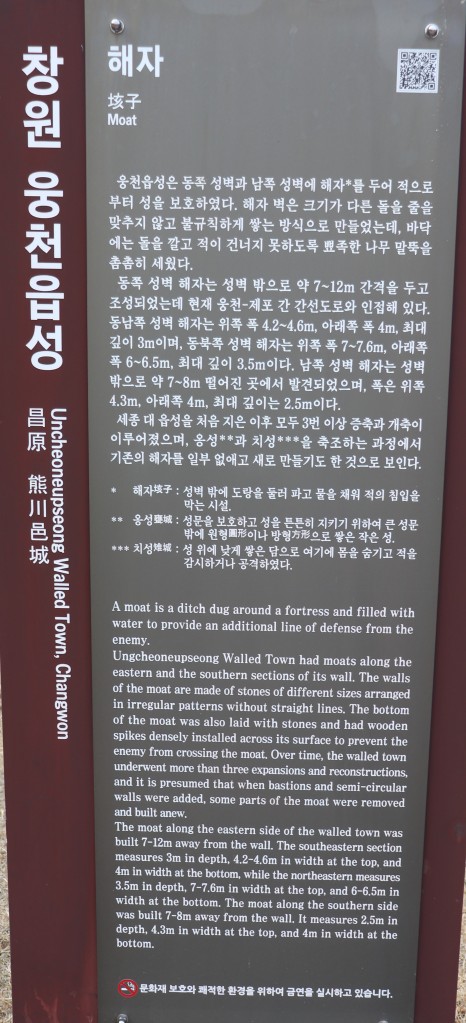 창원 웅천읍성
昌原 熊川邑城
Uncheoneupseong Walled Town, Changwon
해자
垓子
Moat
웅천읍성은 동쪽 성벽과 남쪽 성벽에 해자*를 두어 적으로
부터 성을 보호하였다. 해자 벽은 크기가 다른 돌을 줄을
맞추지 않고 불규칙하게 쌓는 방식으로 만들었는데, 바닥
에는 돌을 깔고 적이 건너지 못하도록 뾰족한 나무 말뚝을
촘촘히 세웠다.
동쪽 성벽 해자는 성벽 밖으로 약 7~12m 간격을 두고
조성되었는데 현재 웅천-제포 간 간선도로와 인접해 있다.
동남쪽 성벽 해자는 위쪽 폭 4.2~4.6m, 아래쪽 폭 4m, 최대
깊이 3m이며, 동북쪽 성벽 해자는 위쪽 폭 7~7.6m, 아래쪽
폭 6~6.5m, 최대 깊이 3.5m이다. 남쪽 성벽 해자는 성벽
밖으로 약 7~8m 떨어진 곳에서 발견되었으며, 폭은 위쪽
4.3m, 아래쪽 4m, 최대 깊이는 2.5m이다.
세종 대 읍성을 처음 지은 이후 모두 3번 이상 증축과 개축이
이루어졌으며, 옹성**과 치성***을 축조하는 과정에서
기존의 해자를 일부 없애고 새로 만들기도 한 것으로 보인다.
* 해자垓子 : 성벽 밖에 도랑을 둘러 파고 물을 채워 적의 침입을
막는 시설.
** 옹성甕城 : 성문을 보호하고 성을 튼튼히 지키기 위하여 큰 성문
밖에 원형圓形이나 방형方形으로 쌓은 작은 성.
*** 치성雉城 : 성 위에 낮게 쌓은 담으로 여기에 몸을 숨기고 적을
감시하거나 공격하였다.
A moat is a ditch dug around a fortress and filled with
water to provide an additional line of defense from the
enemy.
Ungcheoneupseong Walled Town had moats along the
eastern and the southern sections of its wall. The walls
of the moat are made of stones of different sizes arranged
in irregular patterns without straight lines. The bottom
of the moat was also laid with stones and had wooden
spikes densely installed across its surface to prevent the
enemy from crossing the moat. Over time, the walled town
underwent more than three expansions and reconstructions,
and it is presumed that when bastions and semi-circular
walls were added, some parts of the moat were removed
and built anew.
The moat along the eastern side of the walled town was
built 7-12m away from the wall. The southeastern section
measures 3m in depth, 4.2-4.6m in width at the top, and
4m in width at the bottom, while the northeastern measures
3.5m in depth, 7-7.6m in width at the top, and 6-6.5m in
width at the bottom. The moat along the southern side
was built 7-8m away from the wall. It measures 2.5m in
depth, 4.3m in width at the top, and 4m in width at the
bottom.
문화재 보호와 쾌적한 환경을 위하여 금연을 실시하고 있습니다.